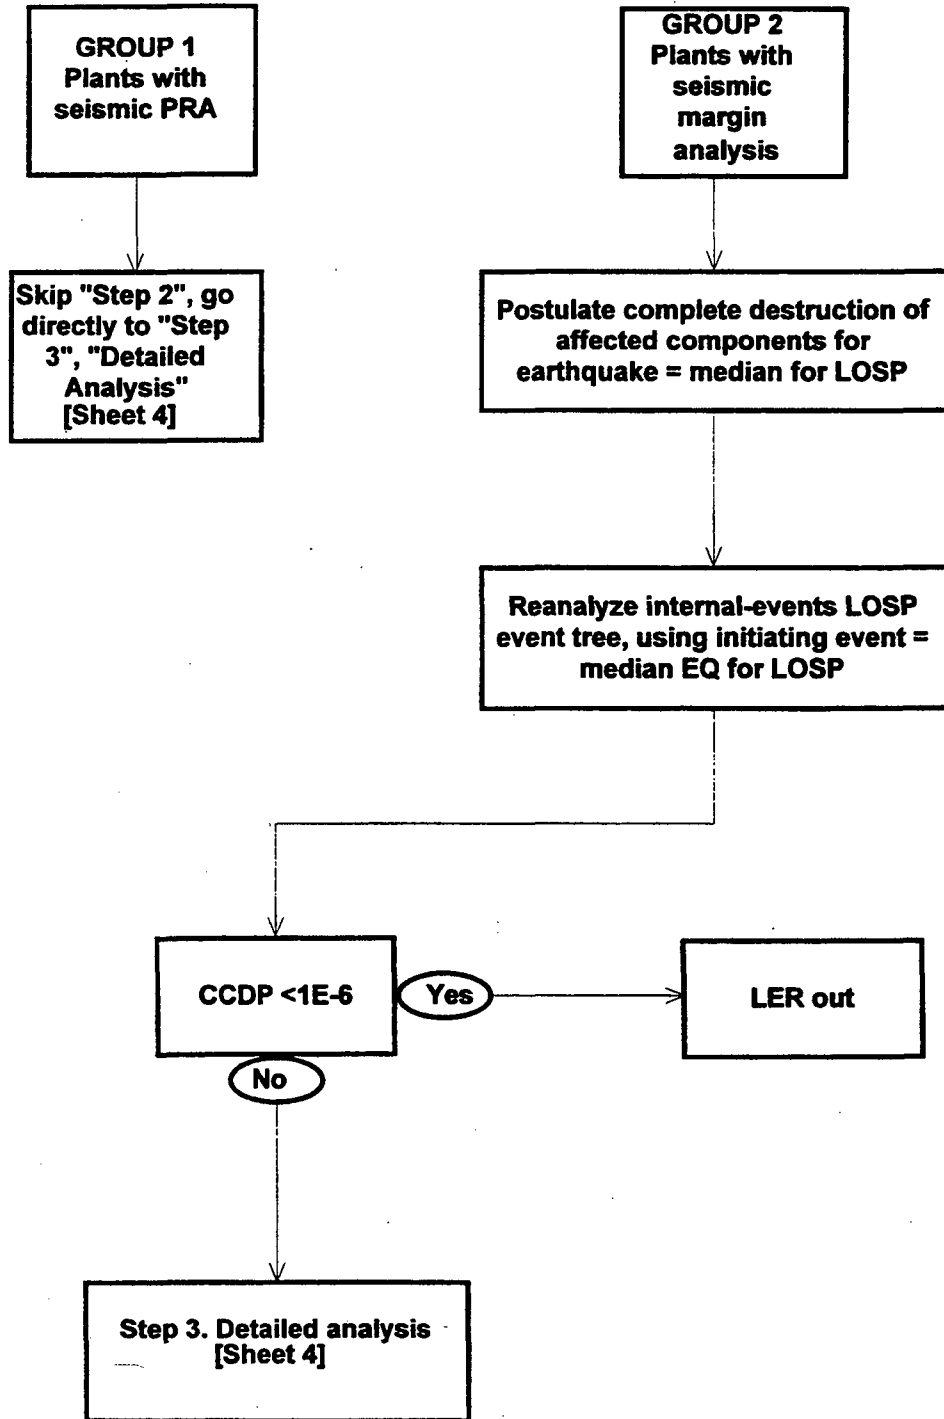 GROUP 1
Plants with
seismic PRA
GROUP 2
Plants with
seismic
margin
analysis
Skip "Step 2", go
directly to "Step
3", "Detailed
Analysis"
[Sheet 4]
Postulate complete destruction of
affected components for
earthquake = median for LOSP
Reanalyze internal-events LOSP
event tree, using initiating event =
median EQ for LOSP
CCDP <1E-6
Yes
LER out
No
Step 3. Detailed analysis
[Sheet 4]